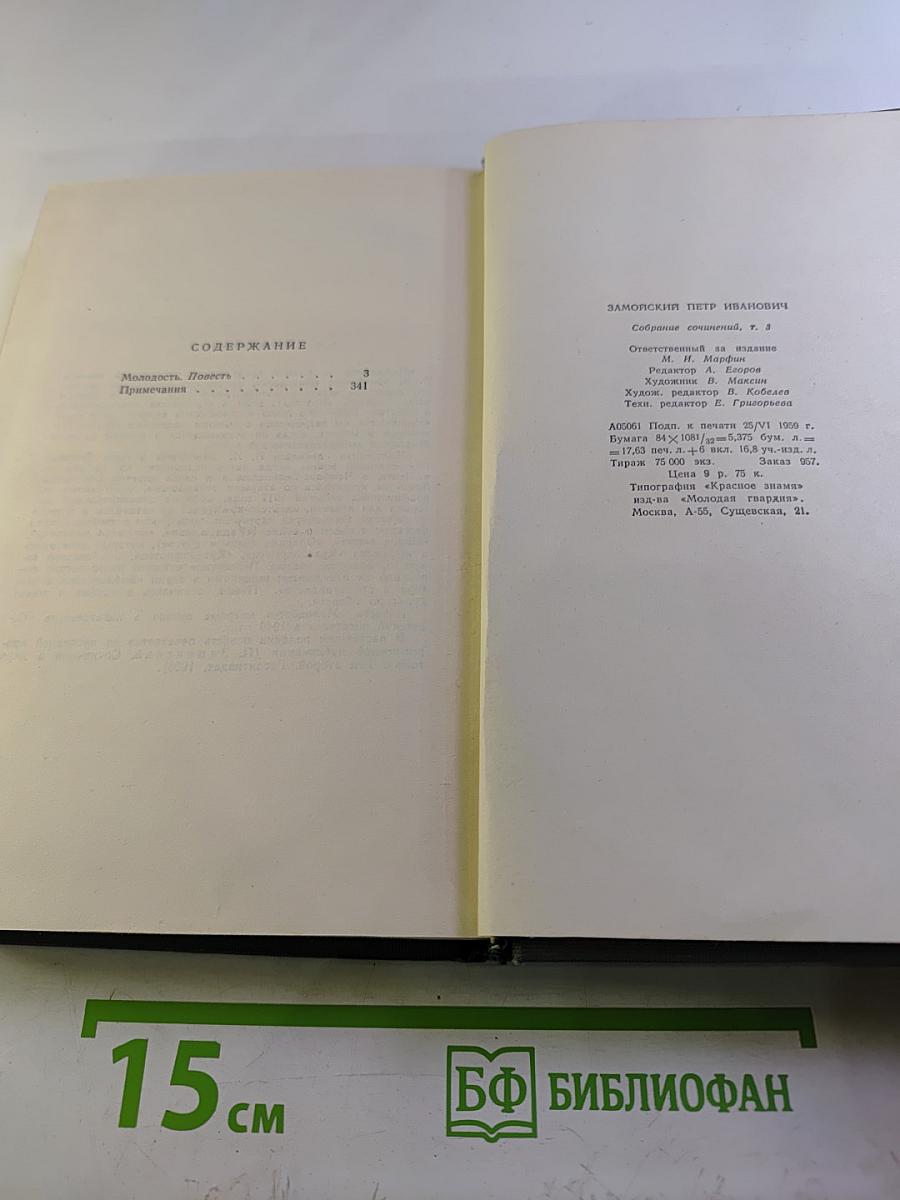 СОДЕРЖАНИЕ
Молодость. Повесть . . . . . . . 3
Примечания . . . . . . . . . . 341
ЗАМОЙСКИЙ ПЕТР ИВАНОВИЧ
Собрание сочинений, т. 3
Ответственный за издание
М. И. Марфин
Редактор А. Егоров
Художник В. Максин
Худож. редактор В. Кобелев
Техн. редактор Е. Григорьева
А05061 Подп. к печати 25/VI 1959 г.
Бумага 84×1081/32=5,375 бум. л.=
=17,63 печ. л.+6 вкл. 16,8 уч.-изд. л.
Тираж 75 000 экз. Заказ 957.
Цена 9 р. 75 к.
Типография «Красное знамя»
изд-ва «Молодая гвардия».
Москва, А-55, Сущевская, 21.
15 см
БФ БИБЛИОФАН